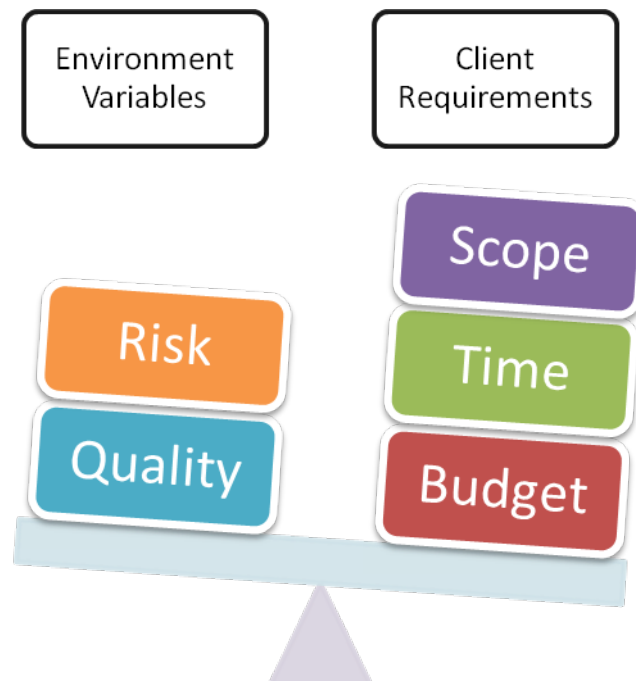 Environment
Variables
Client
Requirements
Risk
Quality
Scope
Time
Budget